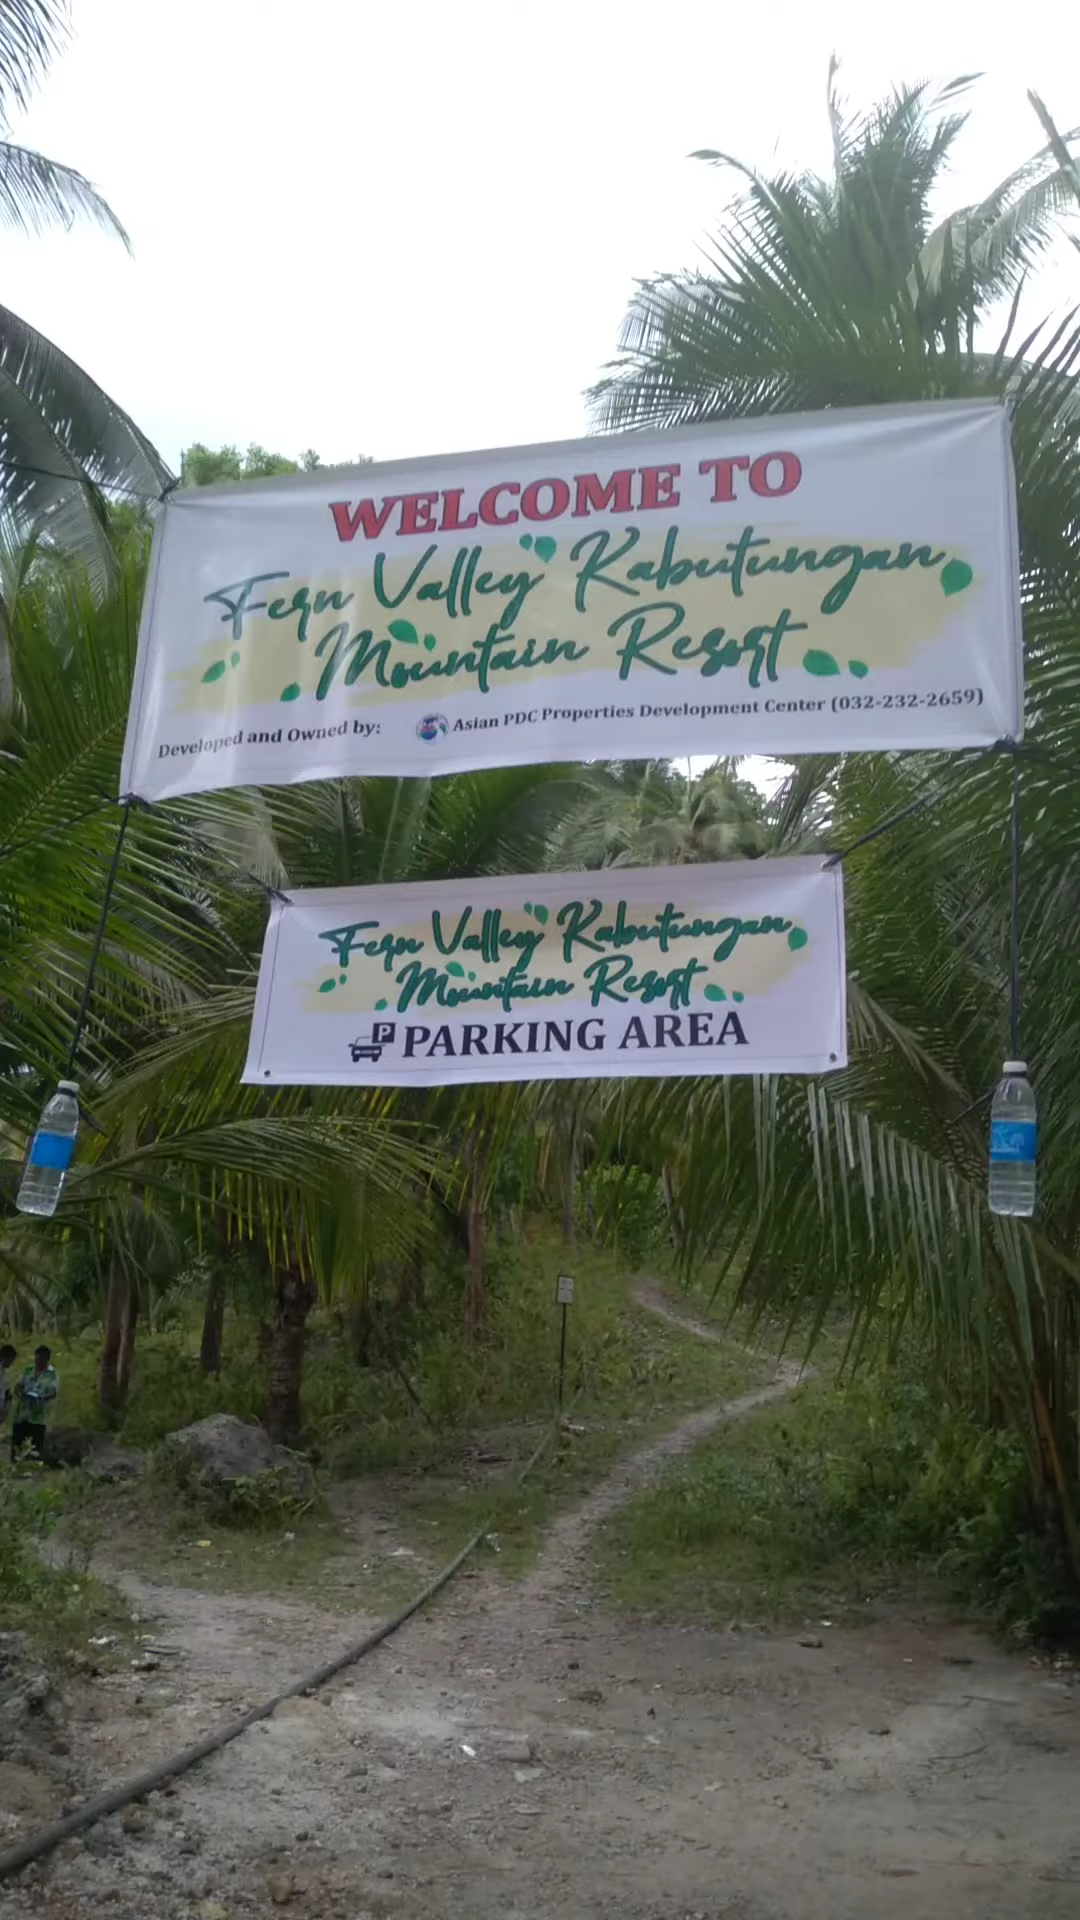 WELCOME TO
Fern Valley Kabutungan
Mountain Resort
Developed and Owned by: Asian PDC Properties Development Center (032-232-2659)
Fern Valley Kabutungan
Mountain Resort
P PARKING AREA